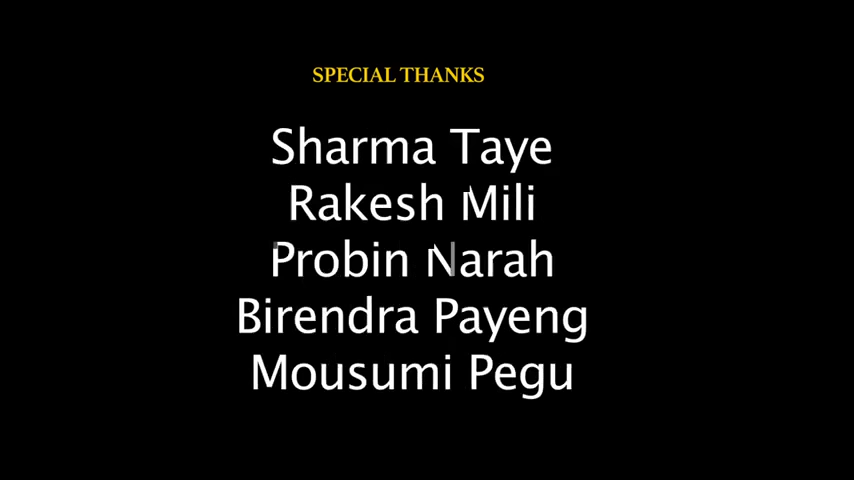 SPECIAL THANKS
Sharma Taye
Rakesh Mili
Probin Narah
Birendra Payeng
Mousumi Pegu